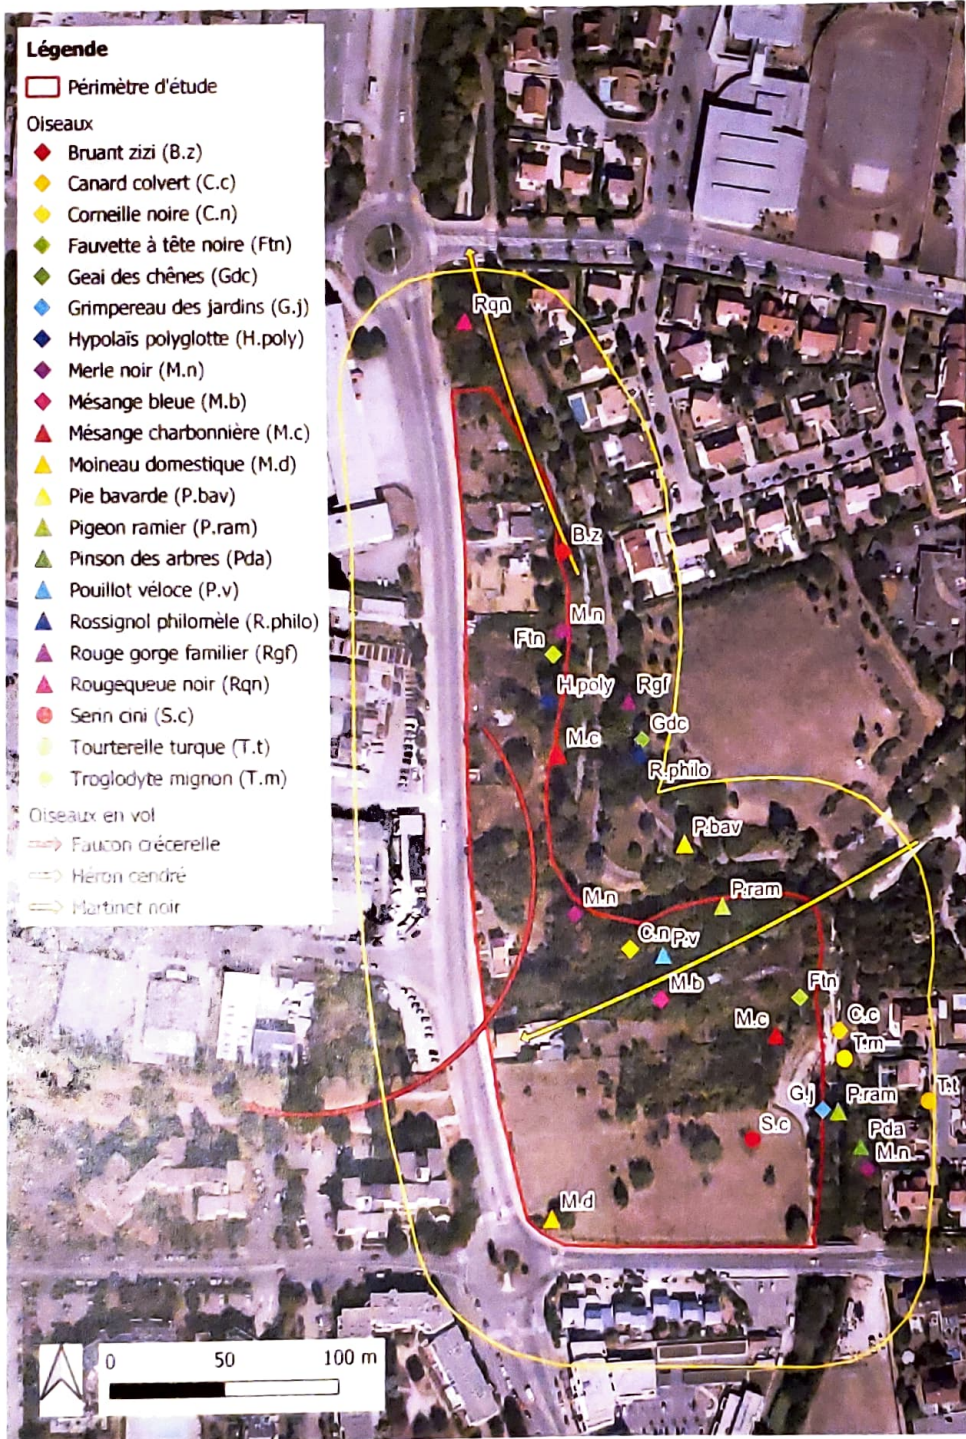 Légende
Périmètre d'étude
Oiseaux
Bruant zizi (B.z)
Canard colvert (C.c)
Corneille noire (C.n)
Fauvette à tête noire (Ftn)
Geai des chênes (Gdc)
Grimpereau des jardins (G.j)
Hypolaïs polyglotte (H.poly)
Merle noir (M.n)
Mésange bleue (M.b)
Mésange charbonnière (M.c)
Moineau domestique (M.d)
Pie bavarde (P.bav)
Pigeon ramier (P.ram)
Pinson des arbres (Pda)
Pouillot véloce (P.v)
Rossignol philomèle (R.philo)
Rouge gorge familier (Rgf)
Rougequeue noir (Rqn)
Serin cini (S.c)
Tourterelle turque (T.t)
Troglodyte mignon (T.m)
Oiseaux en vol
Faucon crécerelle
Héron cendré
Martinet noir
Rqn
B.z
M.n
Ftn
H.poly Rgf
Gdc
M.c
R.philo
P.bav
P.ram
M.n
C.n P.v
Ftn
M.b
C.c
M.c
T.m
T.t
G.j P.ram
S.c
Pda
M.n
M.d
0 50 100 m